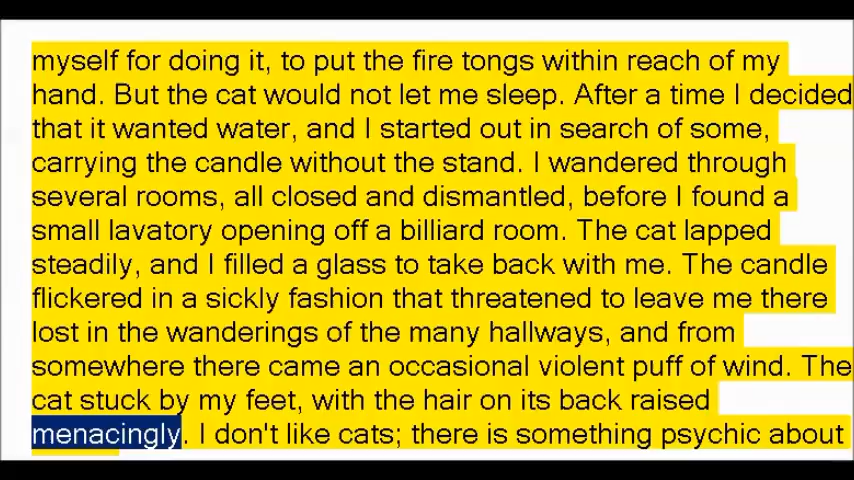 myself for doing it, to put the fire tongs within reach of my
hand. But the cat would not let me sleep. After a time I decided
that it wanted water, and I started out in search of some,
carrying the candle without the stand. I wandered through
several rooms, all closed and dismantled, before I found a
small lavatory opening off a billiard room. The cat lapped
steadily, and I filled a glass to take back with me. The candle
flickered in a sickly fashion that threatened to leave me there
lost in the wanderings of the many hallways, and from
somewhere there came an occasional violent puff of wind. The
cat stuck by my feet, with the hair on its back raised
menacingly. I don't like cats; there is something psychic about